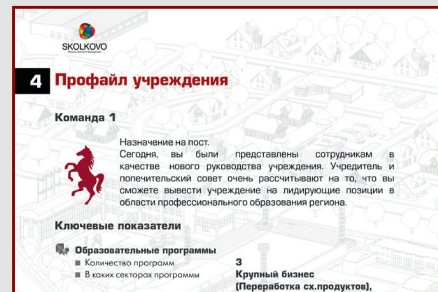 SKOLKOVO
4 Профайл учреждения
Команда 1
Назначение на пост.
Сегодня, вы были представлены сотрудникам в
качестве нового руководства учреждения. Учредитель и
попечительский совет очень рассчитывают на то, что вы
сможете вывести учреждение на лидирующие позиции в
области профессионального образования региона.
Ключевые показатели
Образовательные программы
Количество программ
В каких секторах программы
3
Крупный бизнес
(Переработка сх.продуктов),